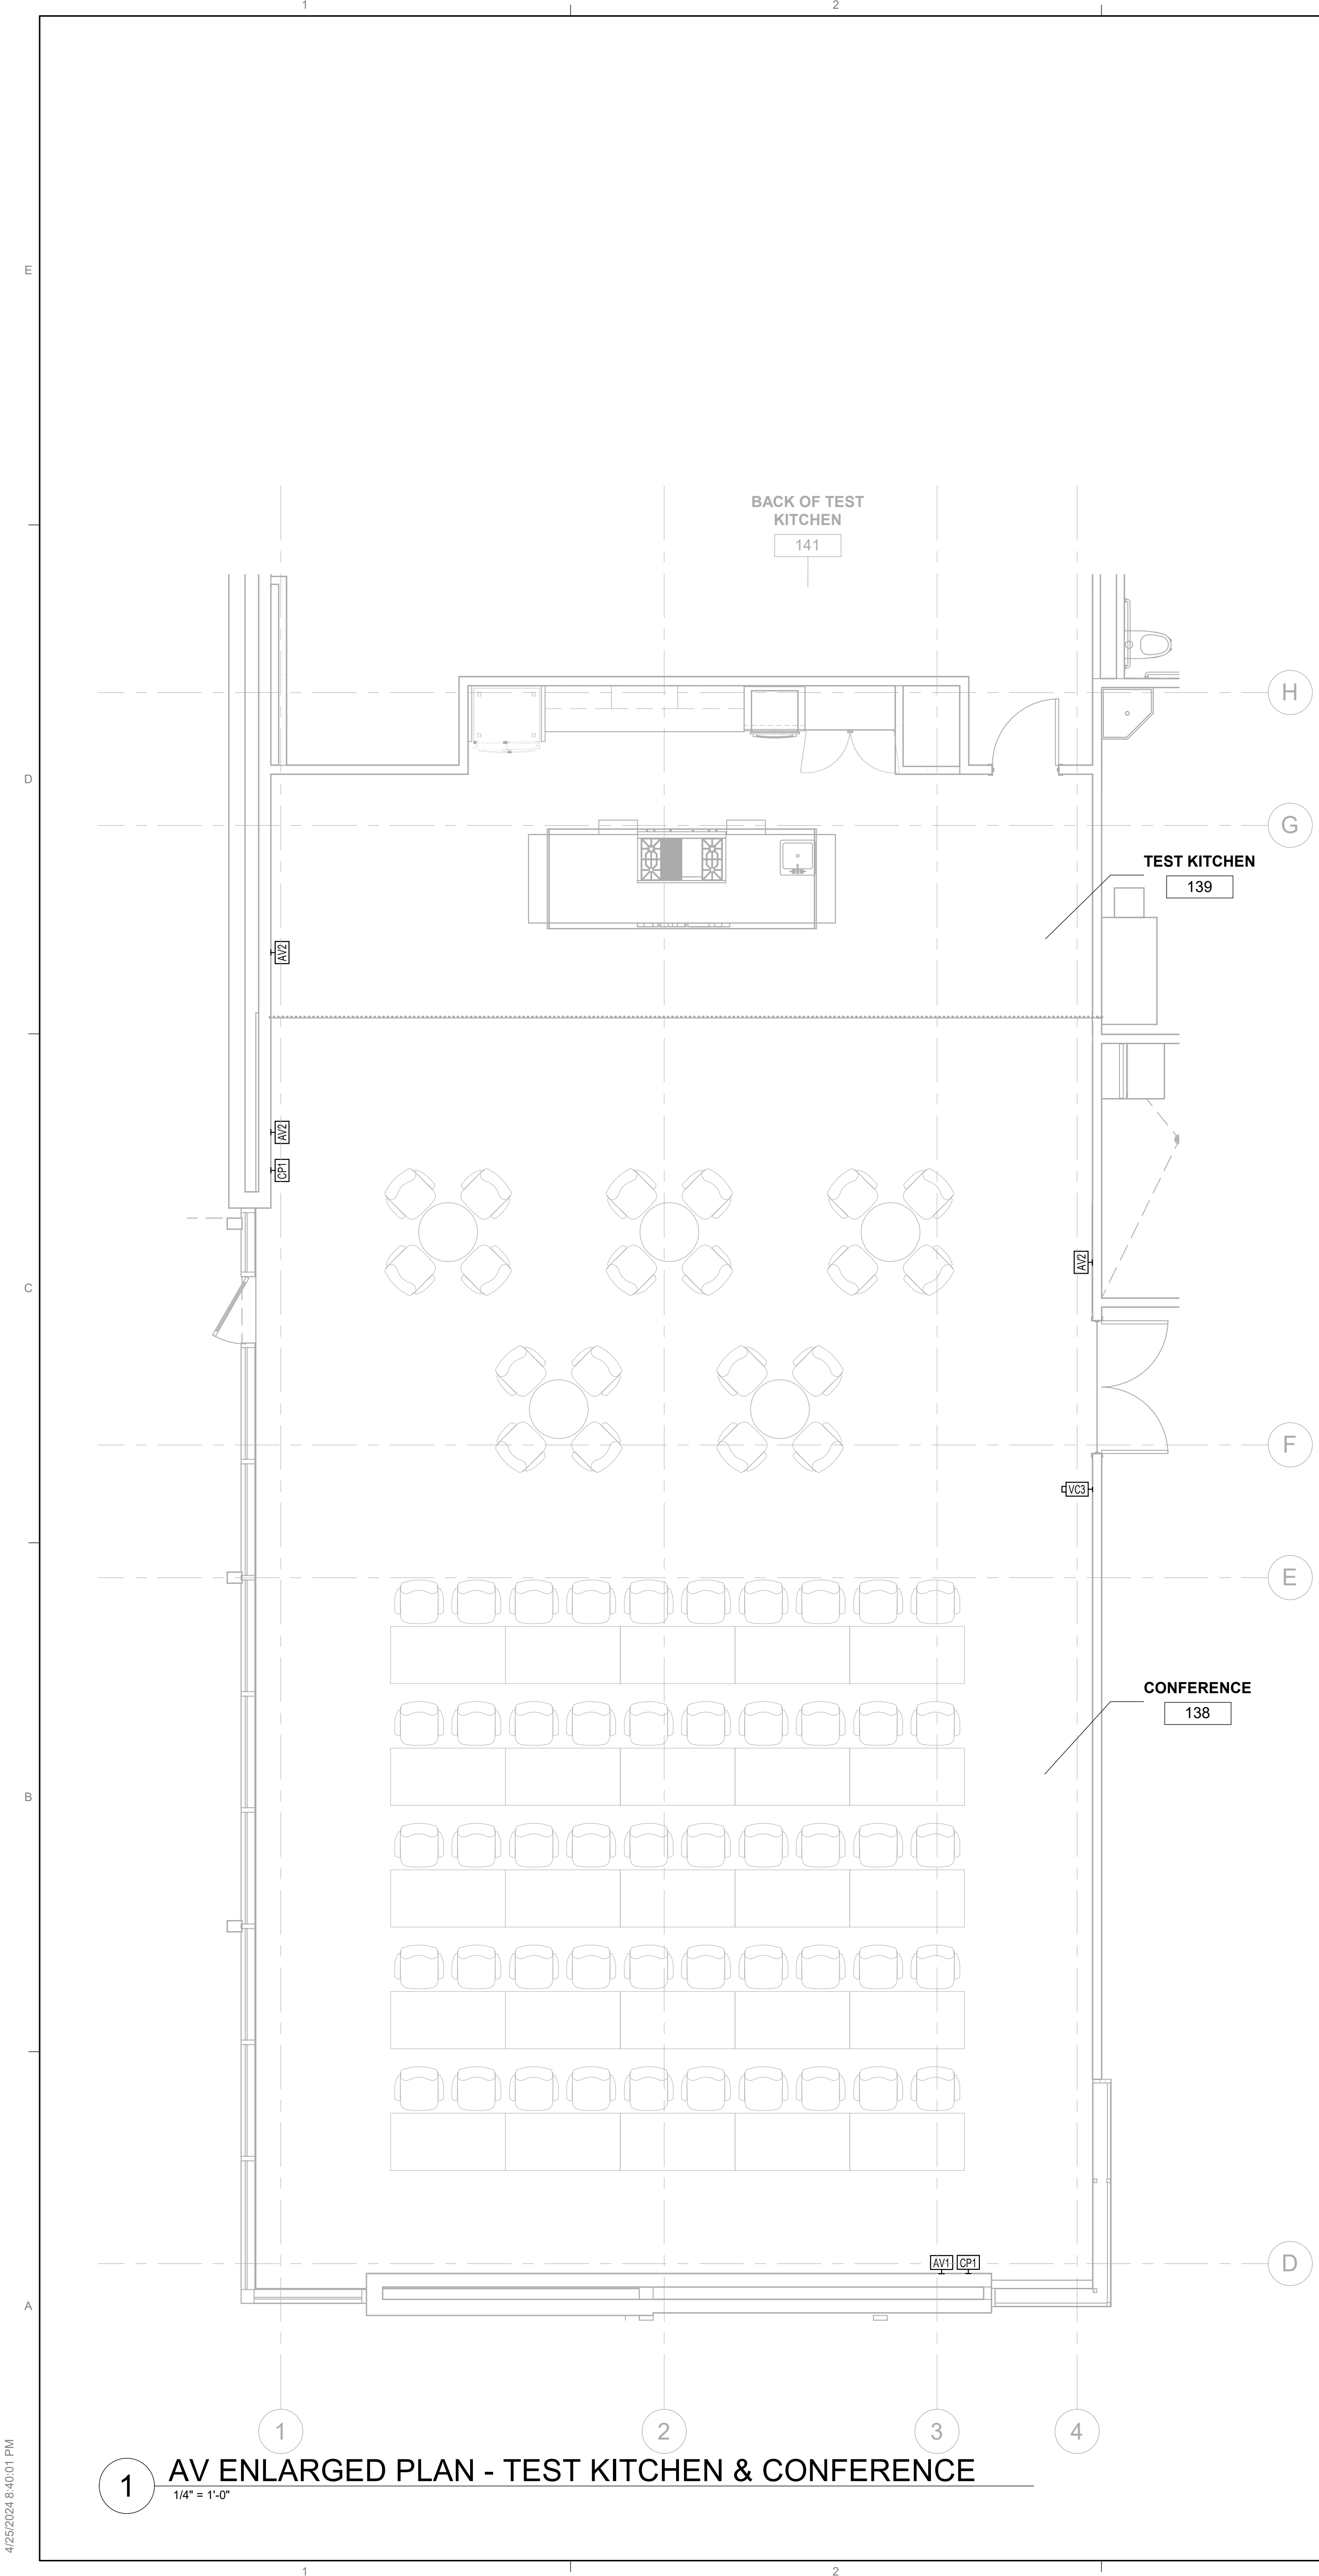 1
2
E
BACK OF TEST
KITCHEN
141
H
D
G
TEST KITCHEN
139
AV2
AV2
CP1
AV2
C
F
VC3
E
CONFERENCE
138
B
AV1
CP1
D
A
1
2
3
4
1
AV ENLARGED PLAN - TEST KITCHEN & CONFERENCE
1/4" = 1'-0"
4/25/2024 8:40:01 PM
1
2